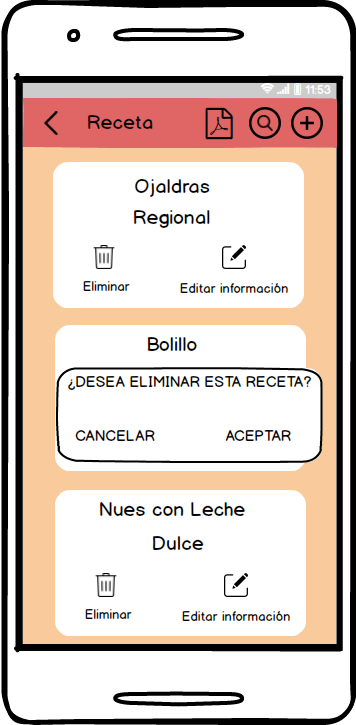 11:53
Receta
Ojaldras
Regional
Eliminar
Editar información
Bolillo
¿DESEA ELIMINAR ESTA RECETA?
CANCELAR
ACEPTAR
Nues con Leche
Dulce
Eliminar
Editar información